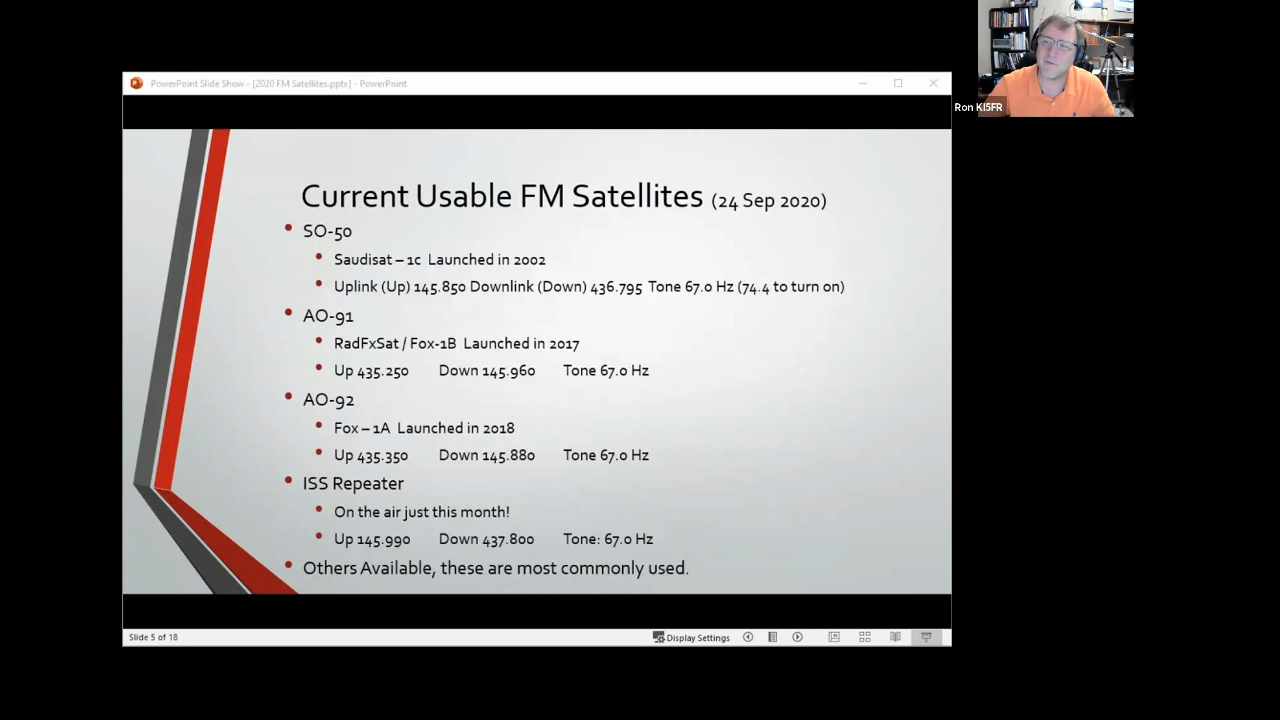 PowerPoint Slide Show - [2020 FM Satellites.pptx] - PowerPoint
Ron KI5FR
Current Usable FM Satellites (24 Sep 2020)
SO-50
Saudisat – 1c Launched in 2002
Uplink (Up) 145.850 Downlink (Down) 436.795 Tone 67.0 Hz (74.4 to turn on)
AO-91
RadFxSat / Fox-1B Launched in 2017
Up 435.250 Down 145.960 Tone 67.0 Hz
AO-92
Fox – 1A Launched in 2018
Up 435.350 Down 145.880 Tone 67.0 Hz
ISS Repeater
On the air just this month!
Up 145.990 Down 437.800 Tone: 67.0 Hz
Others Available, these are most commonly used.
Slide 5 of 18
Display Settings